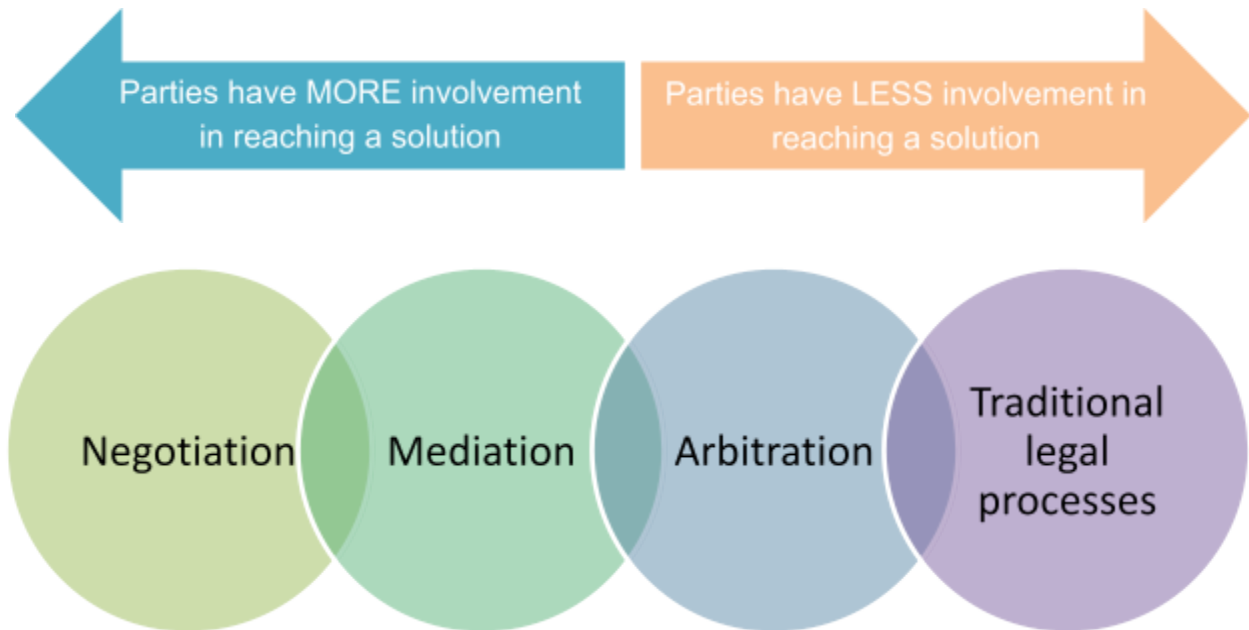 Parties have MORE involvement
in reaching a solution
Parties have LESS involvement in
reaching a solution
Negotiation
Mediation
Arbitration
Traditional
legal
processes